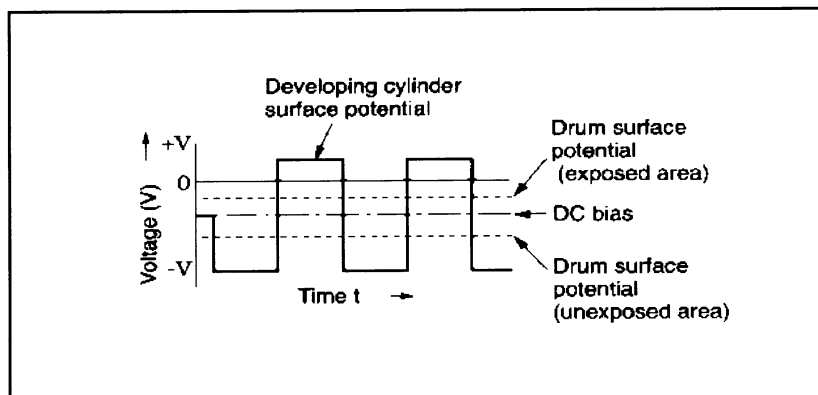 Developing cylinder
surface potential
+V
0
-V
Voltage (V)
Time t
Drum surface
potential
(exposed area)
DC bias
Drum surface
potential
(unexposed area)